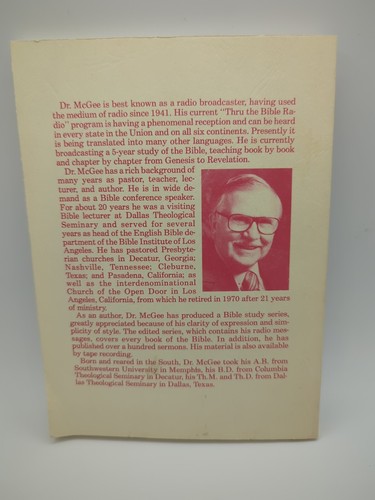 Dr. McGee is best known as a radio broadcaster, having used
the medium of radio since 1941. His current "Thru the Bible Ra-
dio" program is having a phenomenal reception and can be heard
in every state in the Union and on all six continents. Presently it
is being translated into many other languages. He is currently
broadcasting a 5-year study of the Bible, teaching book by book
and chapter by chapter from Genesis to Revelation.
Dr. McGee has a rich background of
many years as pastor, teacher, lec-
turer, and author. He is in wide de-
mand as a Bible conference speaker.
For about 20 years he was a visiting
Bible lecturer at Dallas Theological
Seminary and served for several
years as head of the English Bible de-
partment of the Bible Institute of Los
Angeles. He has pastored Presbyte-
rian churches in Decatur, Georgia;
Nashville, Tennessee; Cleburne,
Texas; and Pasadena, California; as
well as the interdenominational
Church of the Open Door in Los
Angeles, California, from which he retired in 1970 after 21 years
of ministry.
As an author, Dr. McGee has produced a Bible study series,
greatly appreciated because of his clarity of expression and sim-
plicity of style. The edited series, which contains his radio mes-
sages, covers every book of the Bible. In addition, he has
published over a hundred sermons. His material is also available
by tape recording.
Born and reared in the South, Dr. McGee took his A.B. from
Southwestern University in Memphis, his B.D. from Columbia
Theological Seminary in Decatur, his Th.M. and Th.D. from Dal-
las Theological Seminary in Dallas, Texas.